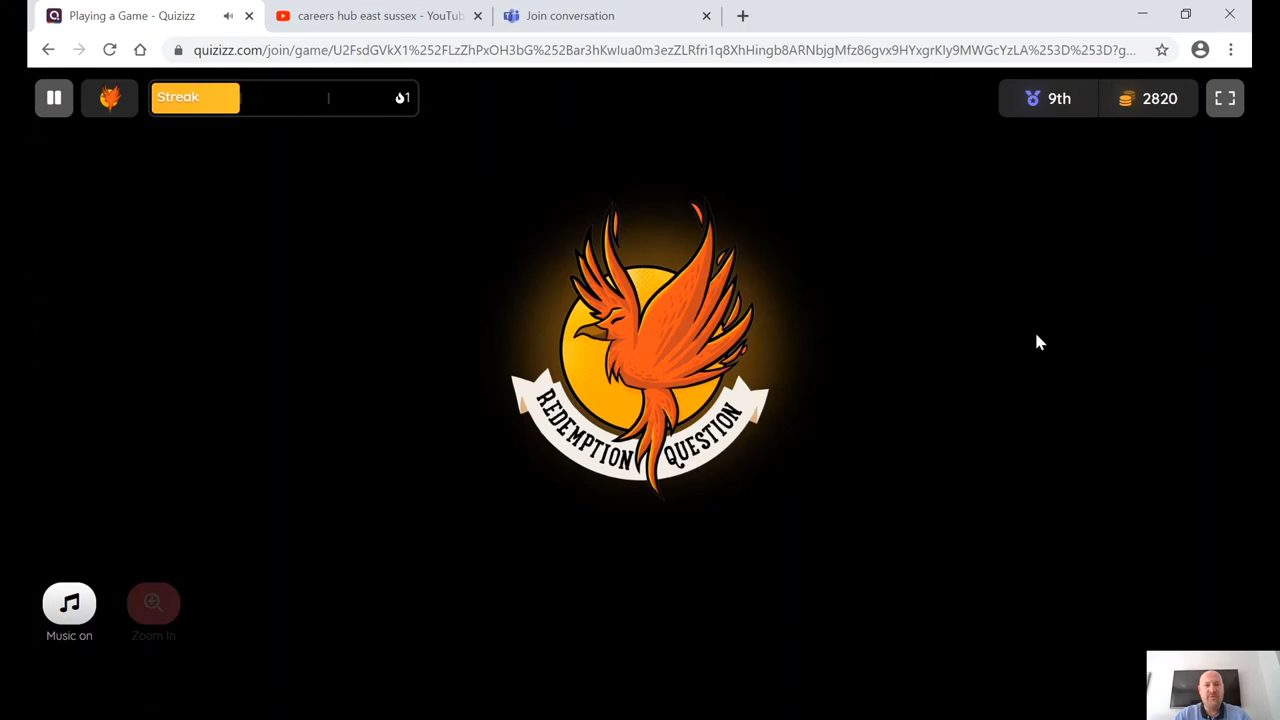 Playing a Game - Quizizz
careers hub east sussex - YouTub
Join conversation
quizizz.com/join/game/U2FsdGVkX1%252FLzZhPxOH3bG%252Bar3hKwIua0m3ezZLRfri1q8XhHingb8ARNbjgMfz86gvx9HYxgrKIy9MWGcYzLA%253D%253D?g...
Streak
1
9th
2820
REDEMPTION QUESTION
Music on
Zoom In